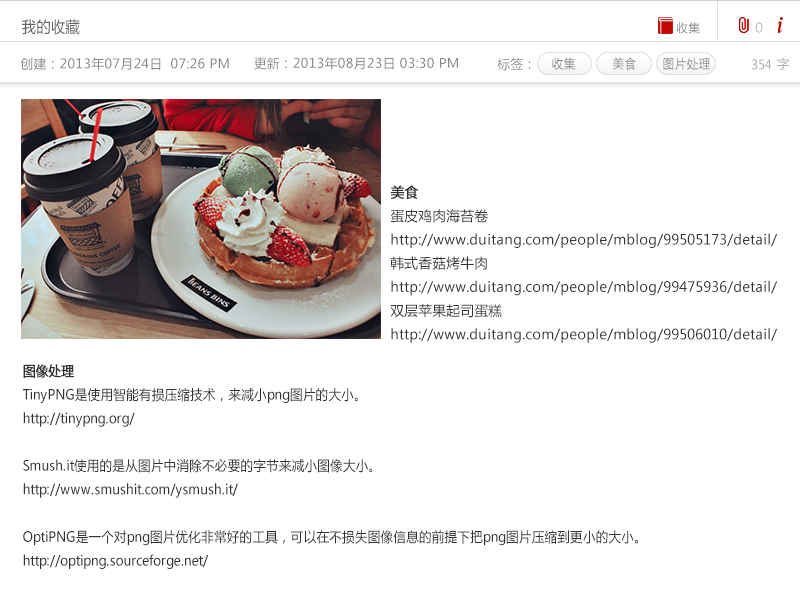 我的收藏
收集
0
创建：2013年07月24日 07:26 PM
更新：2013年08月23日 03:30 PM
标签：
收集
美食
图片处理
354 字
COFFEE
BEANS BINS
美食
蛋皮鸡肉海苔卷
http://www.duitang.com/people/mblog/99505173/detail/
韩式香菇烤牛肉
http://www.duitang.com/people/mblog/99475936/detail/
双层苹果起司蛋糕
http://www.duitang.com/people/mblog/99506010/detail/
图像处理
TinyPNG是使用智能有损压缩技术，来减小png图片的大小。
http://tinypng.org/
Smush.it使用的是从图片中消除不必要的字节来减小图像大小。
http://www.smushit.com/ysmush.it/
OptiPNG是一个对png图片优化非常好的工具，可以在不损失图像信息的前提下把png图片压缩到更小的大小。
http://optipng.sourceforge.net/